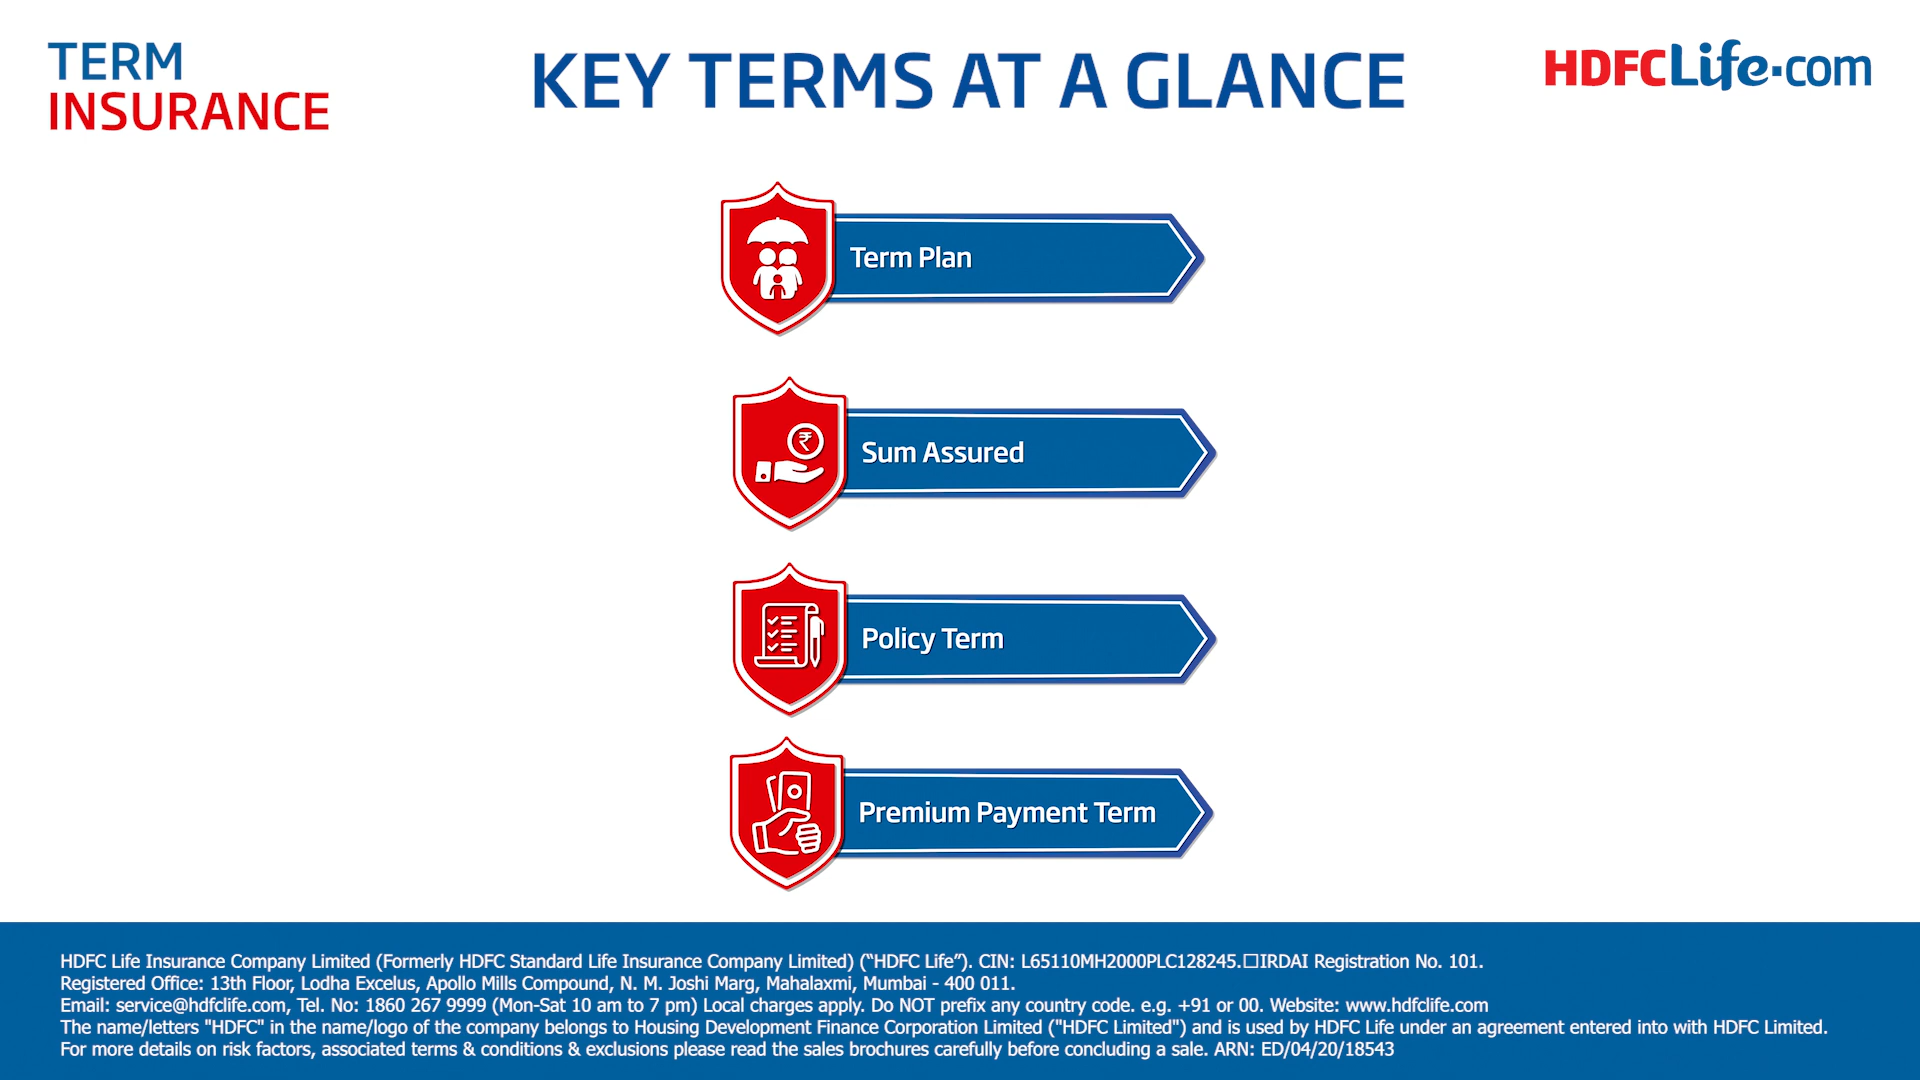 TERM
INSURANCE
KEY TERMS AT A GLANCE
HDFCLife.com
Term Plan
₹
Sum Assured
Policy Term
Premium Payment Term
HDFC Life Insurance Company Limited (Formerly HDFC Standard Life Insurance Company Limited) (“HDFC Life”). CIN: L65110MH2000PLC128245.□IRDAI Registration No. 101.
Registered Office: 13th Floor, Lodha Excelus, Apollo Mills Compound, N. M. Joshi Marg, Mahalaxmi, Mumbai - 400 011.
Email: service@hdfclife.com, Tel. No: 1860 267 9999 (Mon-Sat 10 am to 7 pm) Local charges apply. Do NOT prefix any country code. e.g. +91 or 00. Website: www.hdfclife.com
The name/letters "HDFC" in the name/logo of the company belongs to Housing Development Finance Corporation Limited ("HDFC Limited") and is used by HDFC Life under an agreement entered into with HDFC Limited.
For more details on risk factors, associated terms & conditions & exclusions please read the sales brochures carefully before concluding a sale. ARN: ED/04/20/18543